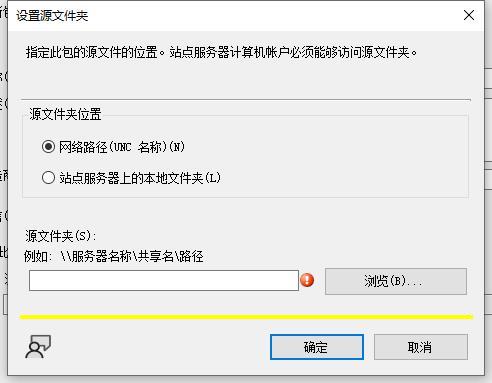 设置源文件夹
指定此包的源文件的位置。站点服务器计算机帐户必须能够访问源文件夹。
源文件夹位置
网络路径(UNC 名称)(N)
站点服务器上的本地文件夹(L)
源文件夹(S):
例如: \\服务器名称\共享名\路径
浏览(B)...
确定
取消